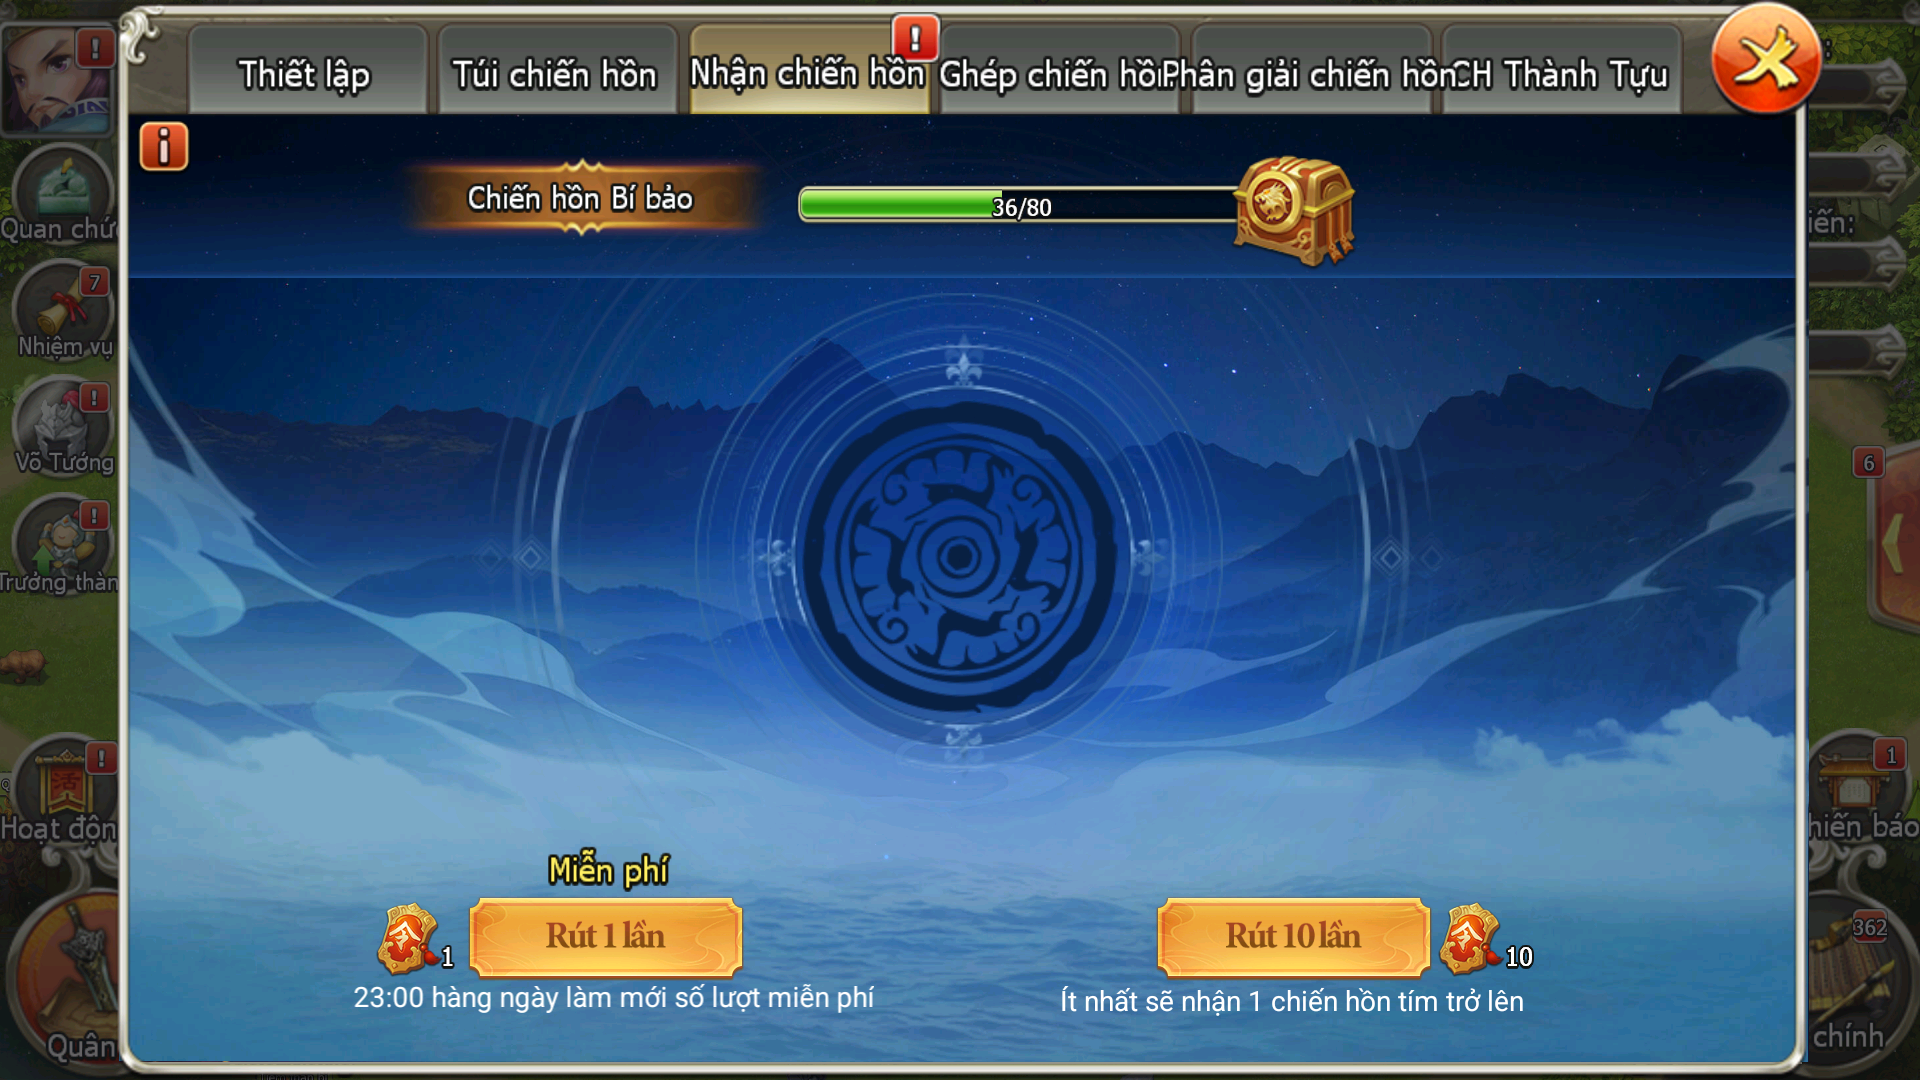 Thiết lập
Túi chiến hồn
Nhận chiến hồn
!
Ghép chiến hồn
Phân giải chiến hồn
CH Thành Tựu
i
Chiến hồn Bí bảo
36/80
!
Quan chức
7
Nhiệm vụ
!
Võ Tướng
!
Trưởng thàn
!
活
Hoạt độn
Quân
iến:
6
1
hiến báo
362
chính
Miễn phí
1
Rút 1 lần
23:00 hàng ngày làm mới số lượt miễn phí
Rút 10 lần
10
Ít nhất sẽ nhận 1 chiến hồn tím trở lên